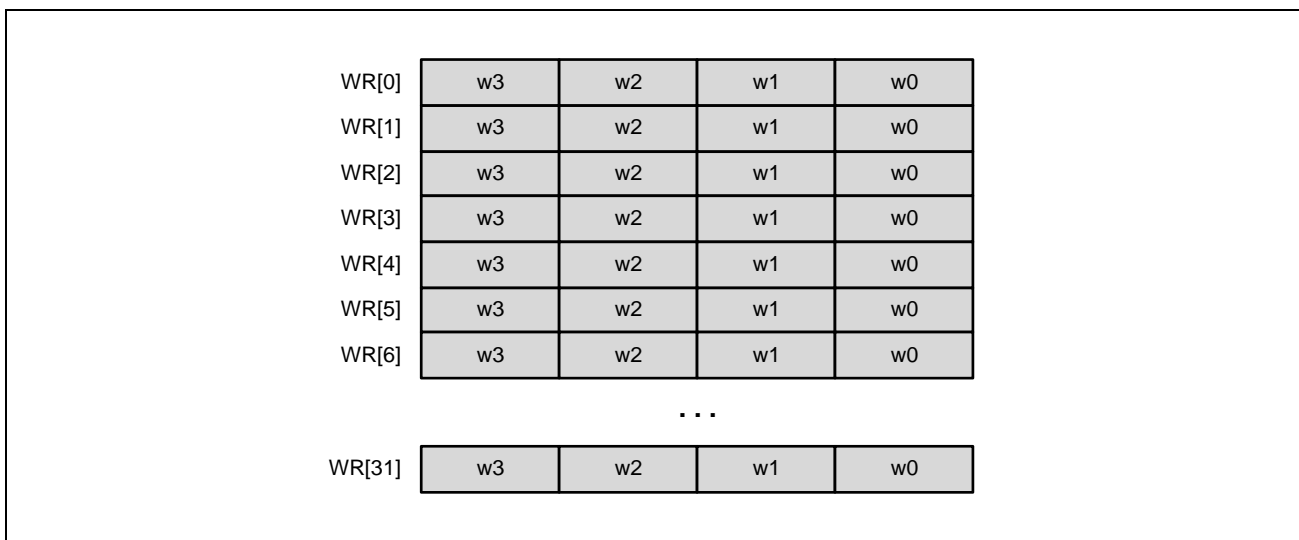 WR[0] w3 w2 w1 w0
WR[1] w3 w2 w1 w0
WR[2] w3 w2 w1 w0
WR[3] w3 w2 w1 w0
WR[4] w3 w2 w1 w0
WR[5] w3 w2 w1 w0
WR[6] w3 w2 w1 w0
...
WR[31] w3 w2 w1 w0